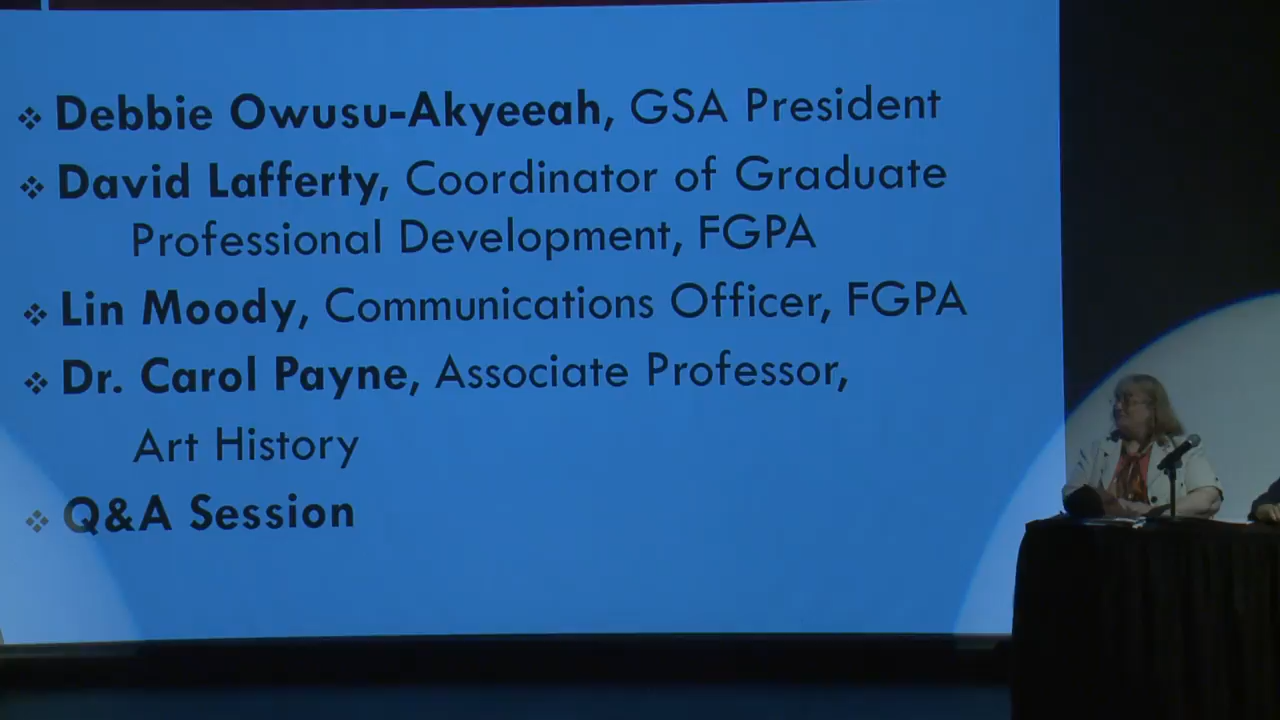 ❖ Debbie Owusu-Akyeeah, GSA President
❖ David Lafferty, Coordinator of Graduate
Professional Development, FGPA
❖ Lin Moody, Communications Officer, FGPA
❖ Dr. Carol Payne, Associate Professor,
Art History
❖ Q&A Session